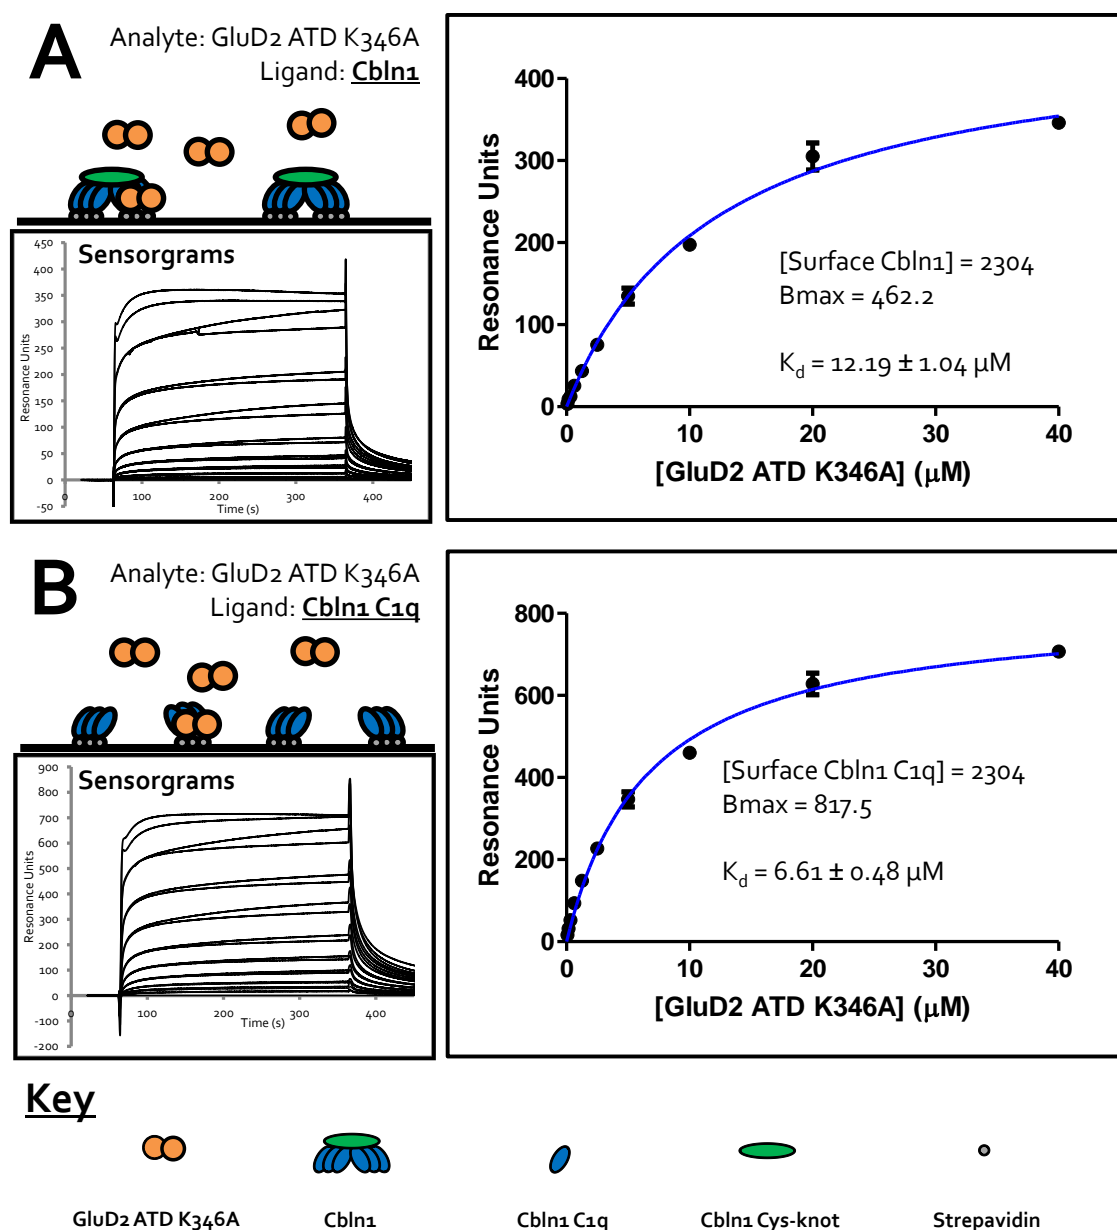 A
Analyte: GluD2 ATD K346A
Ligand: Cbln1
Sensorgrams
Resonance Units
450
400
350
300
250
200
150
100
50
0
-50
0
100
200
300
400
Time (s)
Resonance Units
400
300
200
100
0
[Surface Cbln1] = 2304
Bmax = 462.2
Kd = 12.19 ± 1.04 µM
0
10
20
30
40
[GluD2 ATD K346A] (µM)
B
Analyte: GluD2 ATD K346A
Ligand: Cbln1 C1q
Sensorgrams
Resonance Units
900
800
700
600
500
400
300
200
100
0
-100
-200
0
100
200
300
400
Time (s)
Resonance Units
800
600
400
200
0
[Surface Cbln1 C1q] = 2304
Bmax = 817.5
Kd = 6.61 ± 0.48 µM
0
10
20
30
40
[GluD2 ATD K346A] (µM)
Key
GluD2 ATD K346A
Cbln1
Cbln1 C1q
Cbln1 Cys-knot
Strepavidin